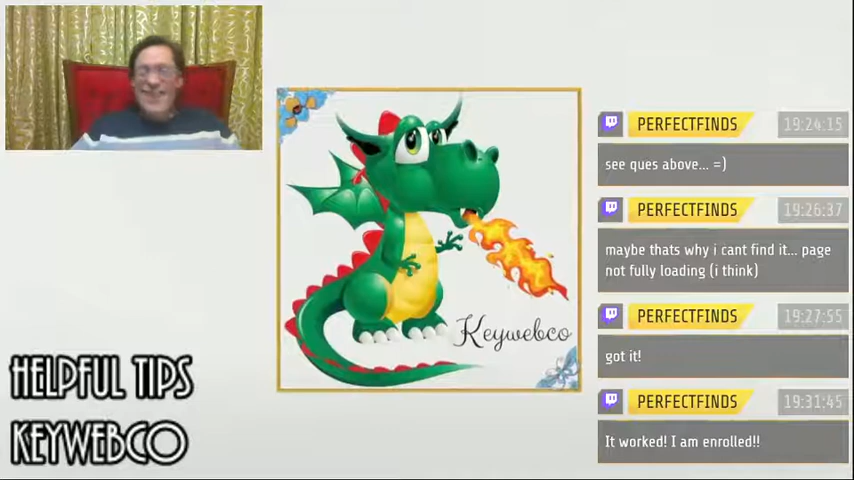 PERFECTFINDS 19:24:15
see ques above... =)
PERFECTFINDS 19:26:37
maybe thats why i cant find it... page
not fully loading (i think)
PERFECTFINDS 19:27:55
got it!
PERFECTFINDS 19:31:45
It worked! I am enrolled!!
Keywebco
HELPFUL TIPS
KEYWEBCO